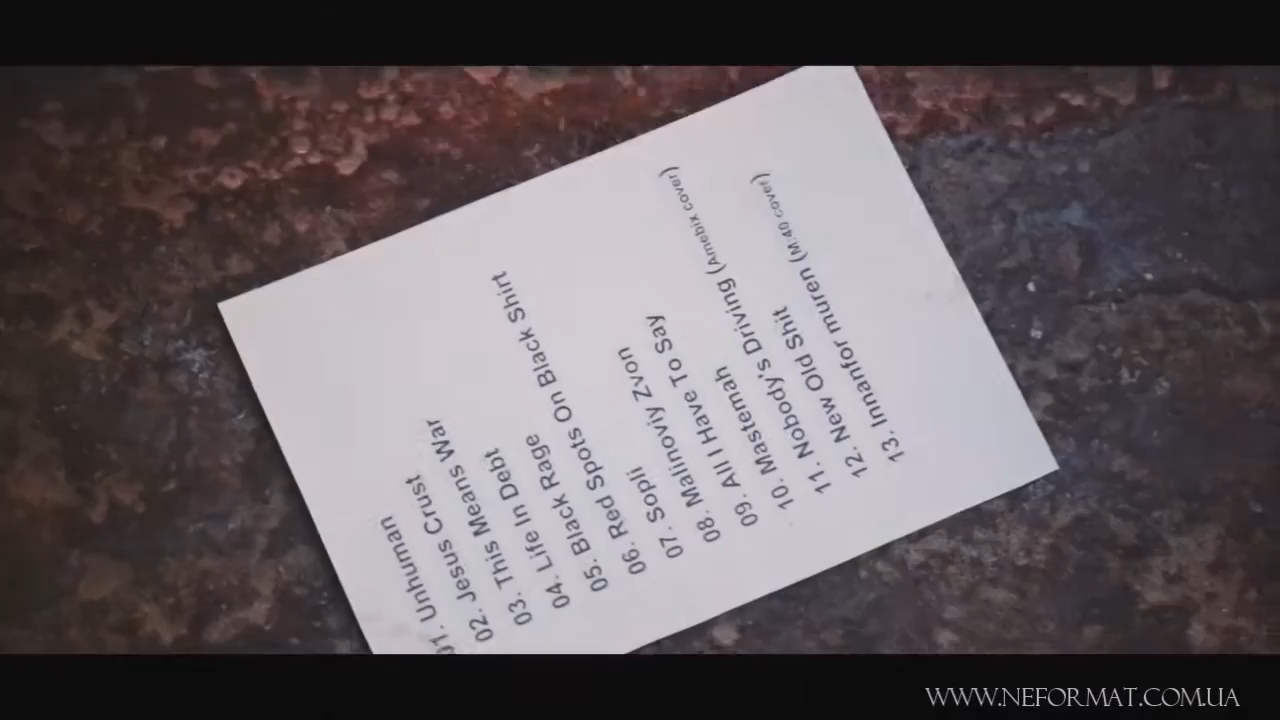 01. Unhuman
02. Jesus Crust
03. This Means War
04. Life In Debt
05. Black Rage
06. Red Spots On Black Shirt
07. Sopli
08. Malinoviy Zvon
09. All I Have To Say
10. Mastemah
11. Nobody's Driving (Amebix cover)
12. New Old Shit
13. Innanfor muren (M:40 cover)
WWW.NEFORMAT.COM.UA